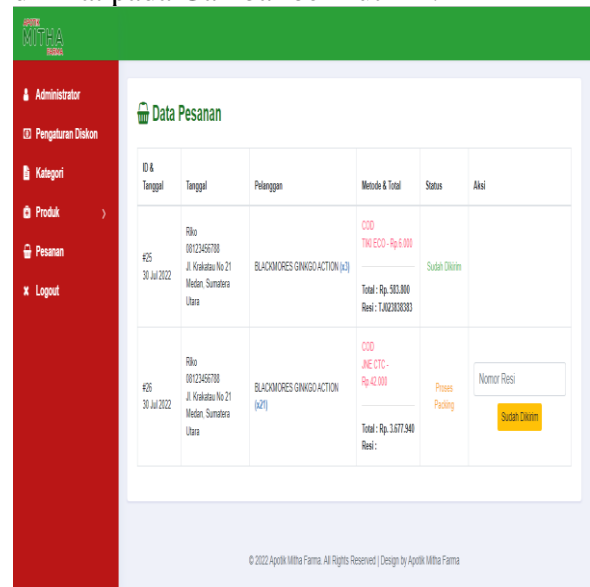 APOTIK
MITHA
FARMA
Administrator
Pengaturan Diskon
Kategori
Produk
Pesanan
Logout
Data Pesanan
ID &
Tanggal
Tanggal
Pelanggan
Metode & Total
Status
Aksi
#25
30 Jul 2022
Riko
08123456788
Jl. Krakatau No 21
Medan, Sumatera
Utara
BLACKMORES GINKGO ACTION (x3)
COD
TIKI ECO - Rp.6.000
Total : Rp. 583.800
Resi : TJ023838383
Sudah Dikirim
#26
30 Jul 2022
Riko
08123456788
Jl. Krakatau No 21
Medan, Sumatera
Utara
BLACKMORES GINKGO ACTION
(x21)
COD
JNE CTC -
Rp.42.000
Total : Rp. 3.677.940
Resi :
Proses
Packing
Nomor Resi
Sudah Dikirim
© 2022 Apotik Mitha Farma. All Rights Reserved | Design by Apotik Mitha Farma